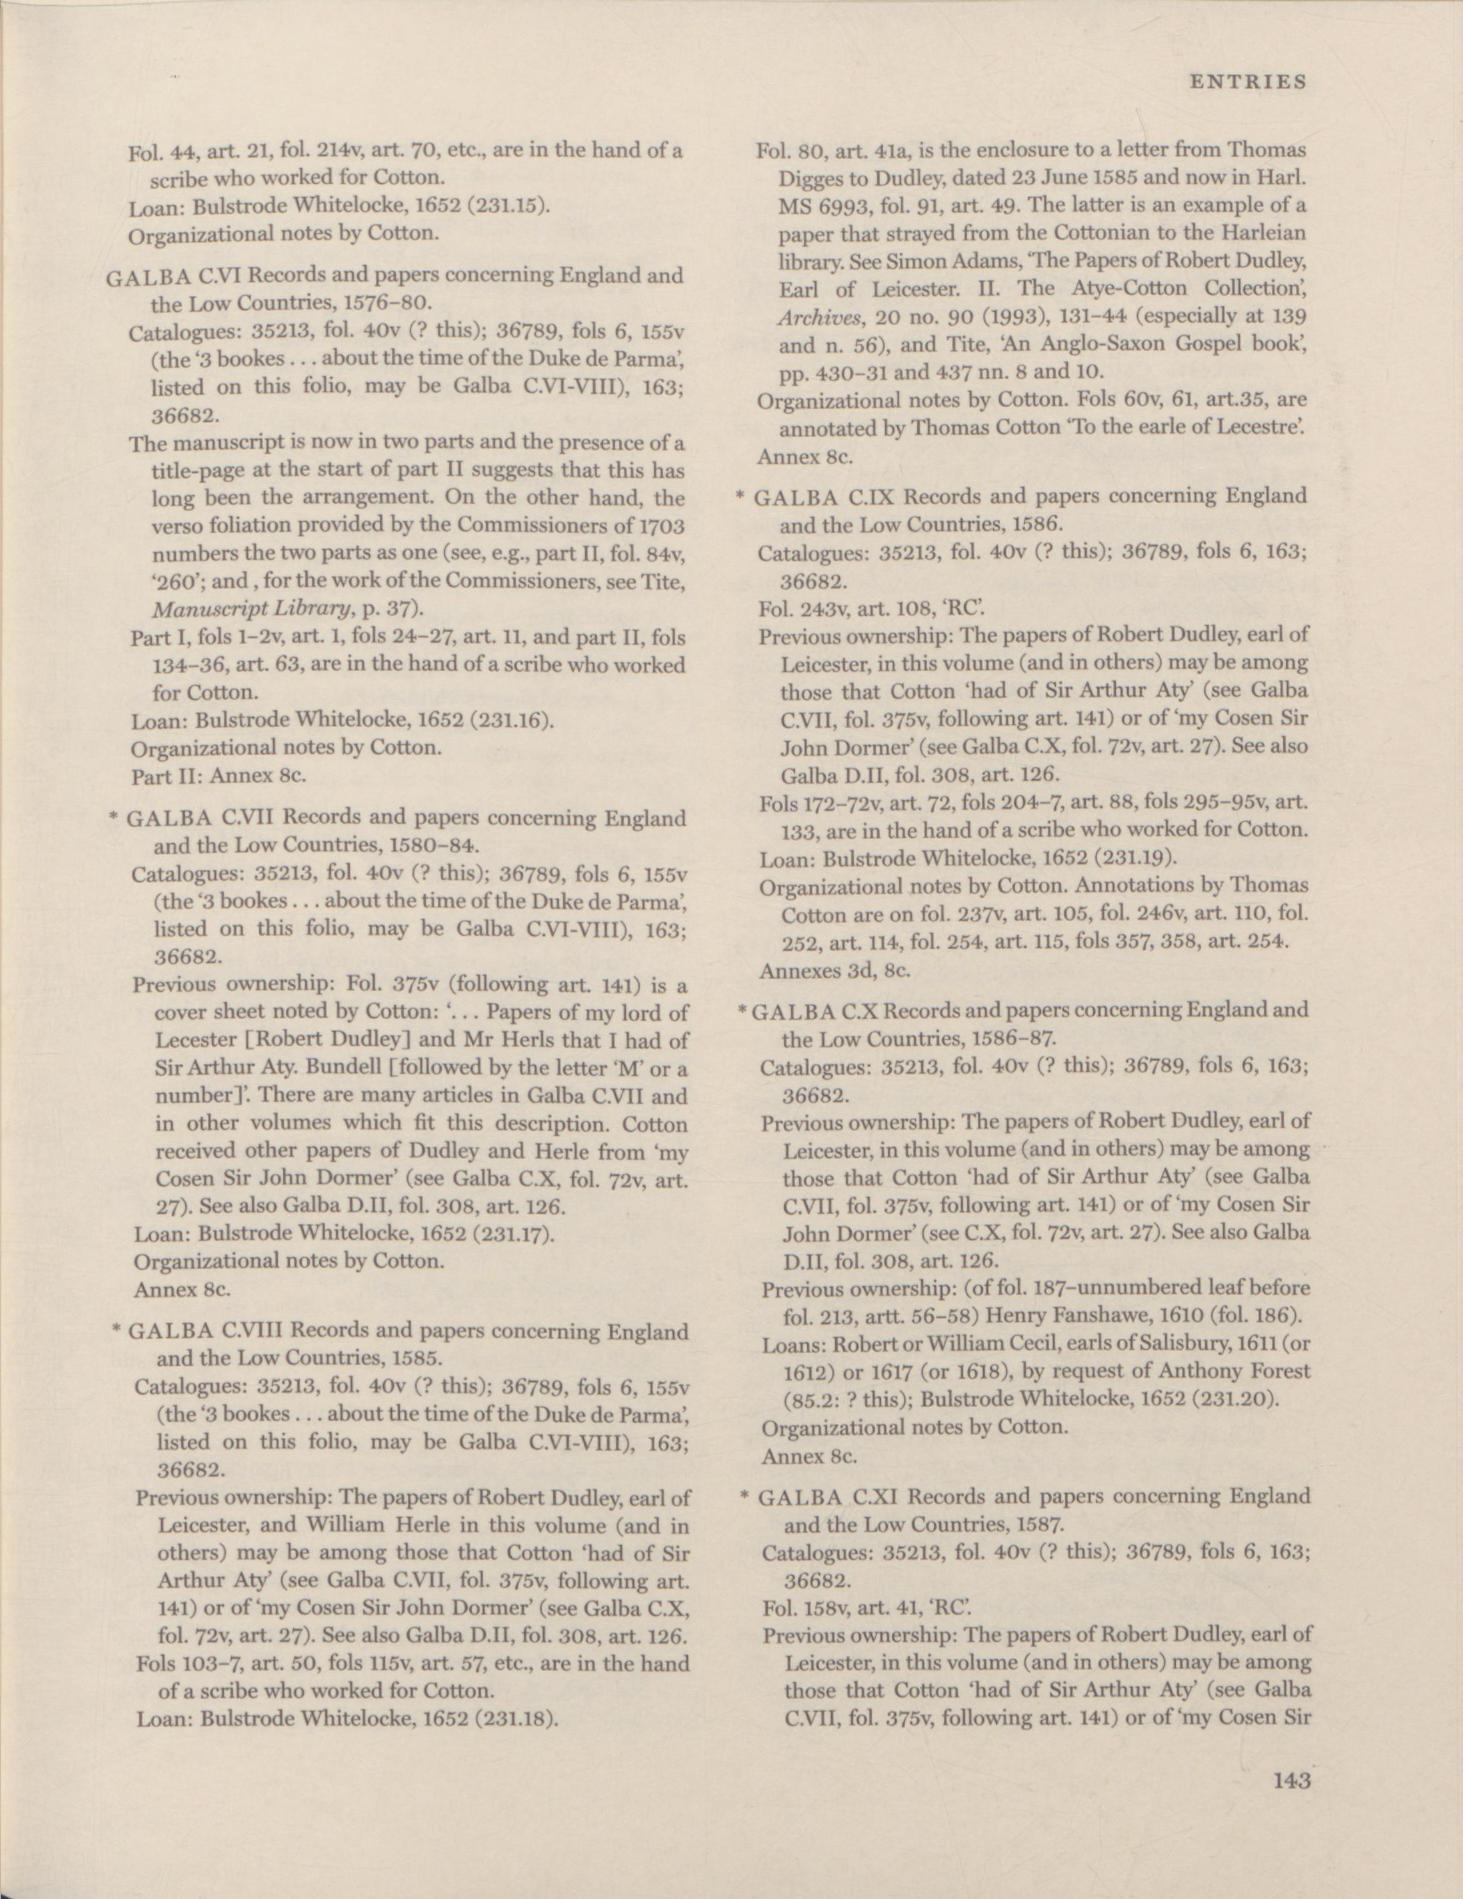 ENTRIES
Fol. 44, art. 21, fol. 214v, art. 70, etc., are in the hand of a
scribe who worked for Cotton.
Loan: Bulstrode Whitelocke, 1652 (231.15).
Organizational notes by Cotton.
GALBA C.VI Records and papers concerning England and
the Low Countries, 1576–80.
Catalogues: 35213, fol. 40v (? this); 36789, fols 6, 155v
(the ‘3 bookes . . . about the time of the Duke de Parma’,
listed on this folio, may be Galba C.VI-VIII), 163;
36682.
The manuscript is now in two parts and the presence of a
title-page at the start of part II suggests that this has
long been the arrangement. On the other hand, the
verso foliation provided by the Commissioners of 1703
numbers the two parts as one (see, e.g., part II, fol. 84v,
‘260’; and , for the work of the Commissioners, see Tite,
Manuscript Library, p. 37).
Part I, fols 1–2v, art. 1, fols 24–27, art. 11, and part II, fols
134–36, art. 63, are in the hand of a scribe who worked
for Cotton.
Loan: Bulstrode Whitelocke, 1652 (231.16).
Organizational notes by Cotton.
Part II: Annex 8c.
* GALBA C.VII Records and papers concerning England
and the Low Countries, 1580–84.
Catalogues: 35213, fol. 40v (? this); 36789, fols 6, 155v
(the ‘3 bookes . . . about the time of the Duke de Parma’,
listed on this folio, may be Galba C.VI-VIII), 163;
36682.
Previous ownership: Fol. 375v (following art. 141) is a
cover sheet noted by Cotton: ‘. . . Papers of my lord of
Lecester [Robert Dudley] and Mr Herls that I had of
Sir Arthur Aty. Bundell [followed by the letter ‘M’ or a
number]’. There are many articles in Galba C.VII and
in other volumes which fit this description. Cotton
received other papers of Dudley and Herle from ‘my
Cosen Sir John Dormer’ (see Galba C.X, fol. 72v, art.
27). See also Galba D.II, fol. 308, art. 126.
Loan: Bulstrode Whitelocke, 1652 (231.17).
Organizational notes by Cotton.
Annex 8c.
* GALBA C.VIII Records and papers concerning England
and the Low Countries, 1585.
Catalogues: 35213, fol. 40v (? this); 36789, fols 6, 155v
(the ‘3 bookes . . . about the time of the Duke de Parma’,
listed on this folio, may be Galba C.VI-VIII), 163;
36682.
Previous ownership: The papers of Robert Dudley, earl of
Leicester, and William Herle in this volume (and in
others) may be among those that Cotton ‘had of Sir
Arthur Aty’ (see Galba C.VII, fol. 375v, following art.
141) or of ‘my Cosen Sir John Dormer’ (see Galba C.X,
fol. 72v, art. 27). See also Galba D.II, fol. 308, art. 126.
Fols 103–7, art. 50, fols 115v, art. 57, etc., are in the hand
of a scribe who worked for Cotton.
Loan: Bulstrode Whitelocke, 1652 (231.18).
Fol. 80, art. 41a, is the enclosure to a letter from Thomas
Digges to Dudley, dated 23 June 1585 and now in Harl.
MS 6993, fol. 91, art. 49. The latter is an example of a
paper that strayed from the Cottonian to the Harleian
library. See Simon Adams, ‘The Papers of Robert Dudley,
Earl of Leicester. II. The Atye-Cotton Collection’,
Archives, 20 no. 90 (1993), 131–44 (especially at 139
and n. 56), and Tite, ‘An Anglo-Saxon Gospel book’,
pp. 430–31 and 437 nn. 8 and 10.
Organizational notes by Cotton. Fols 60v, 61, art.35, are
annotated by Thomas Cotton ‘To the earle of Lecestre’.
Annex 8c.
* GALBA C.IX Records and papers concerning England
and the Low Countries, 1586.
Catalogues: 35213, fol. 40v (? this); 36789, fols 6, 163;
36682.
Fol. 243v, art. 108, ‘RC’.
Previous ownership: The papers of Robert Dudley, earl of
Leicester, in this volume (and in others) may be among
those that Cotton ‘had of Sir Arthur Aty’ (see Galba
C.VII, fol. 375v, following art. 141) or of ‘my Cosen Sir
John Dormer’ (see Galba C.X, fol. 72v, art. 27). See also
Galba D.II, fol. 308, art. 126.
Fols 172–72v, art. 72, fols 204–7, art. 88, fols 295–95v, art.
133, are in the hand of a scribe who worked for Cotton.
Loan: Bulstrode Whitelocke, 1652 (231.19).
Organizational notes by Cotton. Annotations by Thomas
Cotton are on fol. 237v, art. 105, fol. 246v, art. 110, fol.
252, art. 114, fol. 254, art. 115, fols 357, 358, art. 254.
Annexes 3d, 8c.
* GALBA C.X Records and papers concerning England and
the Low Countries, 1586–87.
Catalogues: 35213, fol. 40v (? this); 36789, fols 6, 163;
36682.
Previous ownership: The papers of Robert Dudley, earl of
Leicester, in this volume (and in others) may be among
those that Cotton ‘had of Sir Arthur Aty’ (see Galba
C.VII, fol. 375v, following art. 141) or of ‘my Cosen Sir
John Dormer’ (see C.X, fol. 72v, art. 27). See also Galba
D.II, fol. 308, art. 126.
Previous ownership: (of fol. 187–unnumbered leaf before
fol. 213, artt. 56–58) Henry Fanshawe, 1610 (fol. 186).
Loans: Robert or William Cecil, earls of Salisbury, 1611 (or
1612) or 1617 (or 1618), by request of Anthony Forest
(85.2: ? this); Bulstrode Whitelocke, 1652 (231.20).
Organizational notes by Cotton.
Annex 8c.
* GALBA C.XI Records and papers concerning England
and the Low Countries, 1587.
Catalogues: 35213, fol. 40v (? this); 36789, fols 6, 163;
36682.
Fol. 158v, art. 41, ‘RC’.
Previous ownership: The papers of Robert Dudley, earl of
Leicester, in this volume (and in others) may be among
those that Cotton ‘had of Sir Arthur Aty’ (see Galba
C.VII, fol. 375v, following art. 141) or of ‘my Cosen Sir
143